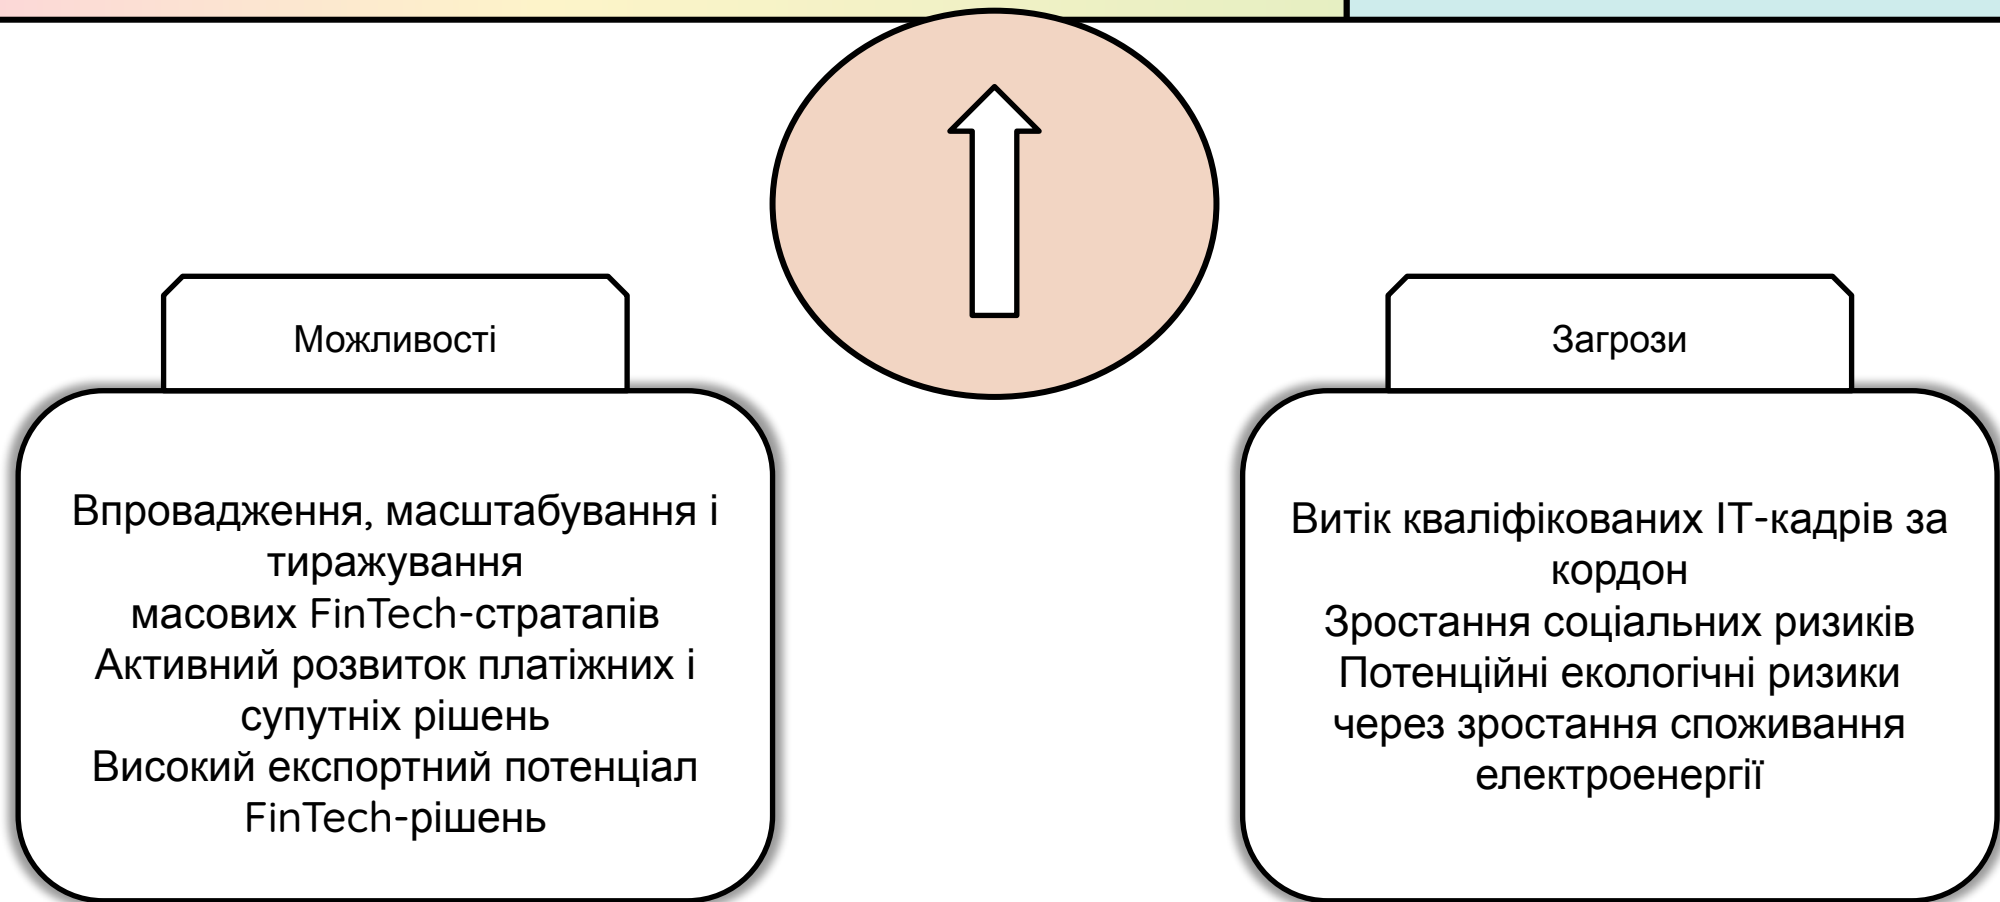 Можливості
Впровадження, масштабування і
тиражування
масових FinTech-стратапів
Активний розвиток платіжних і
супутніх рішень
Високий експортний потенціал
FinTech-рішень
Загрози
Витік кваліфікованих ІТ-кадрів за
кордон
Зростання соціальних ризиків
Потенційні екологічні ризики
через зростання споживання
електроенергії